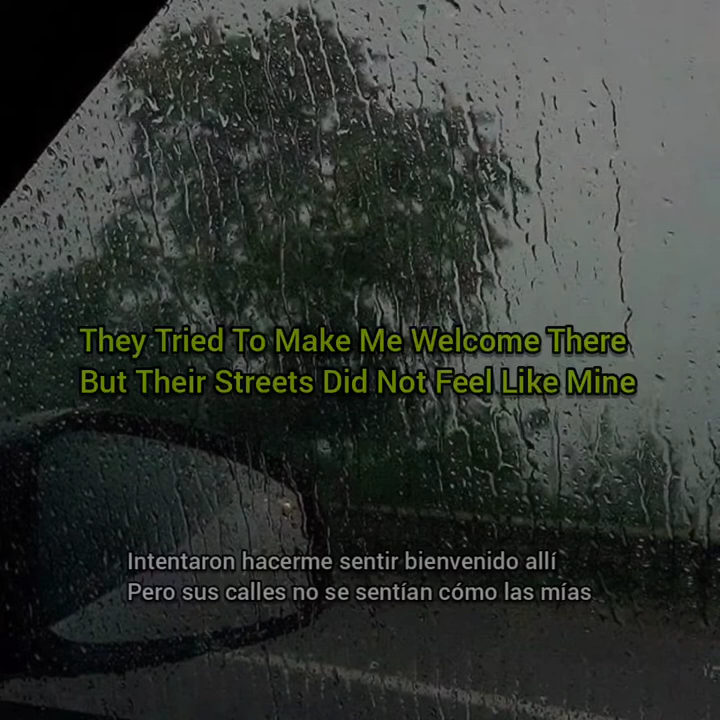 They Tried To Make Me Welcome There
But Their Streets Did Not Feel Like Mine
Intentaron hacerme sentir bienvenido allí
Pero sus calles no se sentían cómo las mías